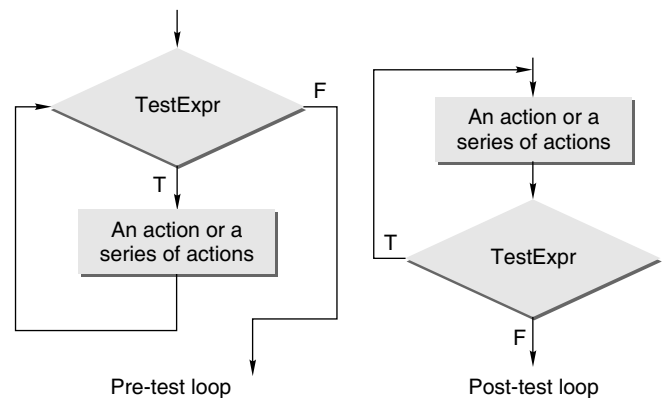 TestExpr
F
T
An action or a
series of actions
Pre-test loop
An action or a
series of actions
T
TestExpr
F
Post-test loop